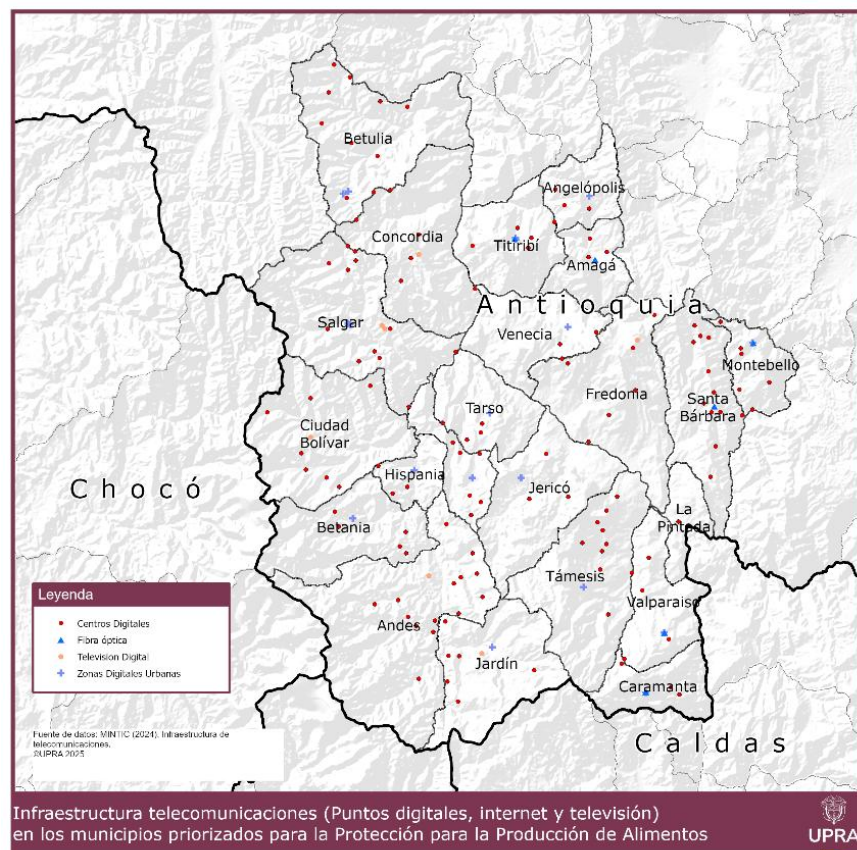 Betulia
Angelópolis
Concordia
Titiribí
Amagá
Antioquia
Salgar
Venecia
Montebello
Fredonia
Santa
Bárbara
Tarso
Ciudad
Bolívar
Hispania
Chocó
Jericó
Betania
La
Pintada
Támesis
Valparaiso
Andes
Jardín
Caramanta
Caldas
Leyenda
Centros Digitales
Fibra óptica
Television Digital
Zonas Digitales Urbanas
Fuente de datos: MINTIC (2024). Infraestructura de
telecomunicaciones.
©UPRA 2025
Infraestructura telecomunicaciones (Puntos digitales, internet y televisión)
en los municipios priorizados para la Protección para la Producción de Alimentos
UPRA